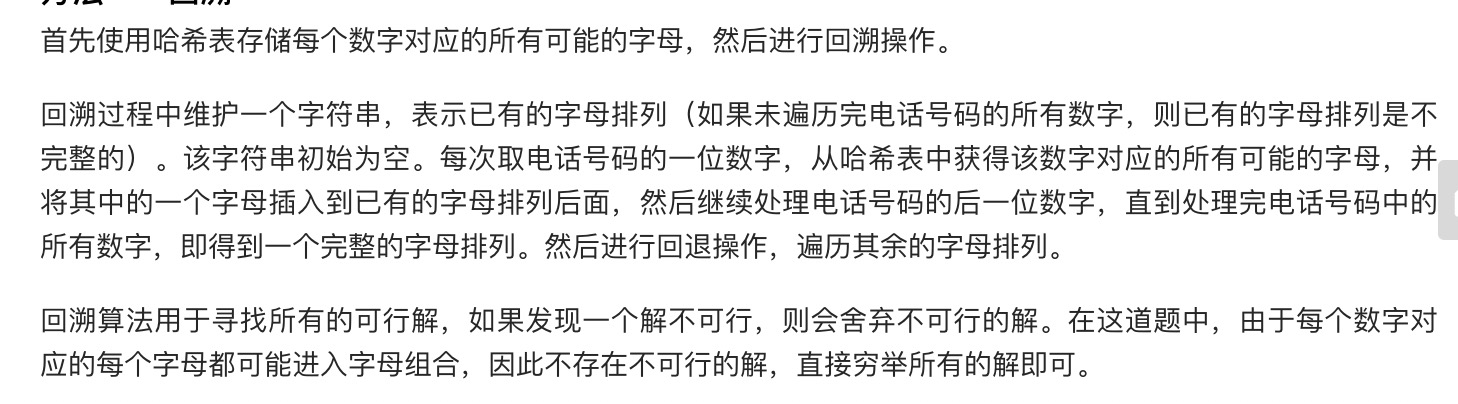 首先使用哈希表存储每个数字对应的所有可能的字母，然后进行回溯操作。
回溯过程中维护一个字符串，表示已有的字母排列（如果未遍历完电话号码的所有数字，则已有的字母排列是不
完整的）。该字符串初始为空。每次取电话号码的一位数字，从哈希表中获得该数字对应的所有可能的字母，并
将其中的一个字母插入到已有的字母排列后面，然后继续处理电话号码的后一位数字，直到处理完电话号码中的
所有数字，即得到一个完整的字母排列。然后进行回退操作，遍历其余的字母排列。
回溯算法用于寻找所有的可行解，如果发现一个解不可行，则会舍弃不可行的解。在这道题中，由于每个数字对
应的每个字母都可能进入字母组合，因此不存在不可行的解，直接穷举所有的解即可。